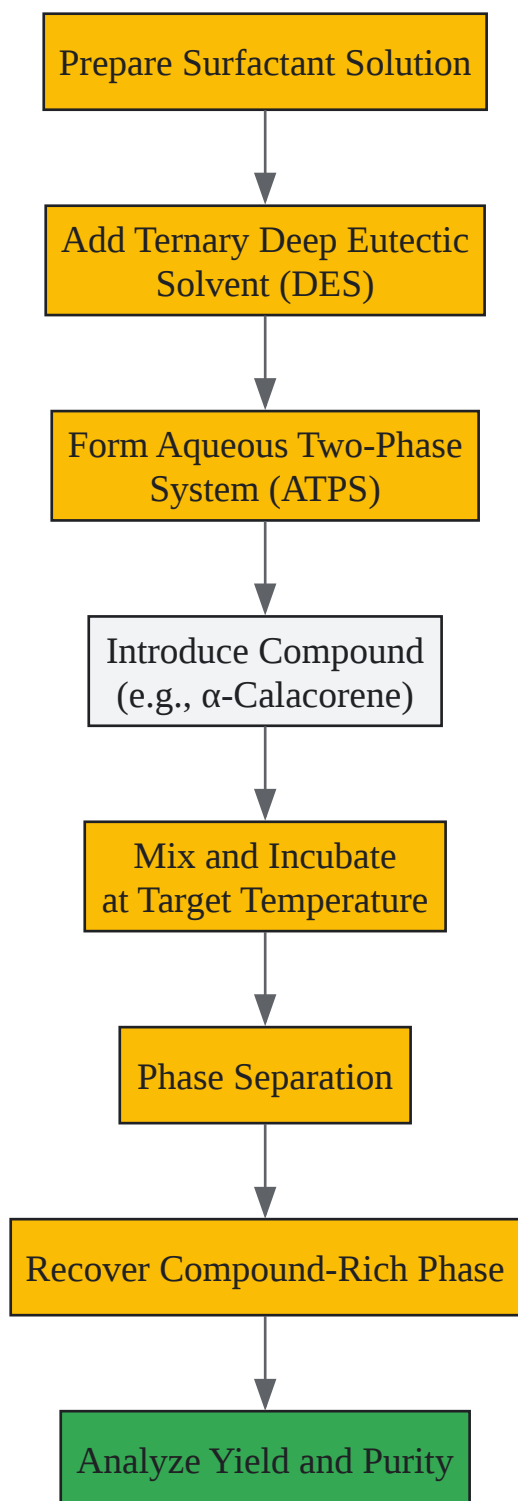 Prepare Surfactant Solution
Add Ternary Deep Eutectic
Solvent (DES)
Form Aqueous Two-Phase
System (ATPS)
Introduce Compound
(e.g., α-Calacorene)
Mix and Incubate
at Target Temperature
Phase Separation
Recover Compound-Rich Phase
Analyze Yield and Purity